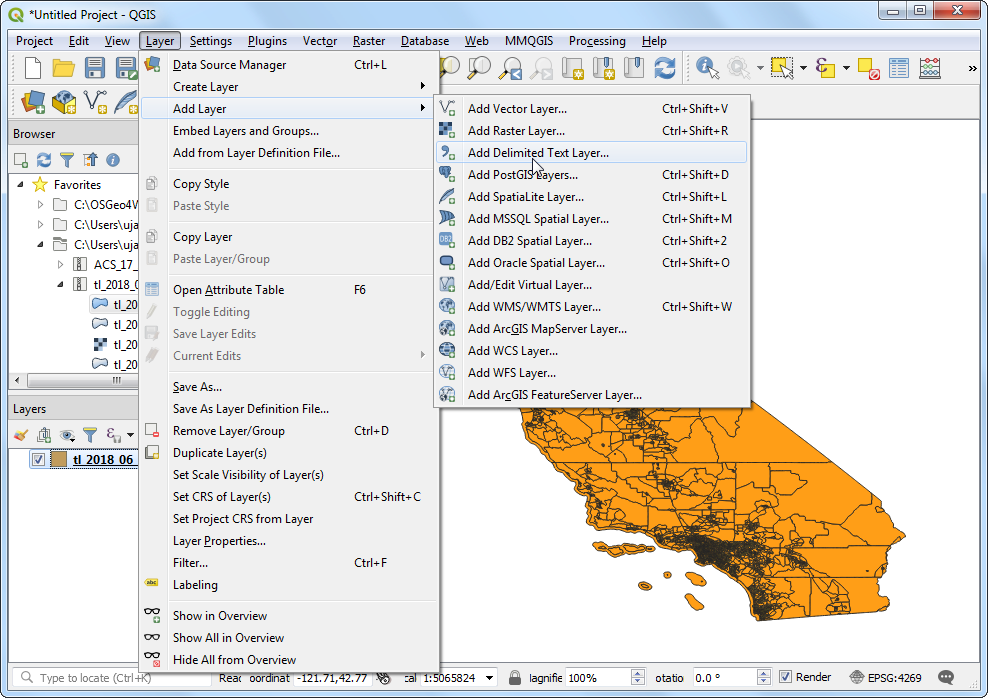 *Untitled Project - QGIS
Project Edit View Layer Settings Plugins Vector Raster Database Web MMQGIS Processing Help
Data Source Manager Ctrl+L
Create Layer
Add Layer
Embed Layers and Groups...
Add from Layer Definition File...
Copy Style
Paste Style
Copy Layer
Paste Layer/Group
Open Attribute Table F6
Toggle Editing
Save Layer Edits
Current Edits
Save As...
Save As Layer Definition File...
Remove Layer/Group Ctrl+D
Duplicate Layer(s)
Set Scale Visibility of Layer(s)
Set CRS of Layer(s) Ctrl+Shift+C
Set Project CRS from Layer
Layer Properties...
Filter... Ctrl+F
abc Labeling
Show in Overview
Show All in Overview
Hide All from Overview
Add Vector Layer... Ctrl+Shift+V
Add Raster Layer... Ctrl+Shift+R
Add Delimited Text Layer...
Add PostGIS Layers... Ctrl+Shift+D
Add SpatiaLite Layer... Ctrl+Shift+L
Add MSSQL Spatial Layer... Ctrl+Shift+M
DB2 Add DB2 Spatial Layer... Ctrl+Shift+2
Add Oracle Spatial Layer... Ctrl+Shift+O
Add/Edit Virtual Layer...
Add WMS/WMTS Layer... Ctrl+Shift+W
Add ArcGIS MapServer Layer...
Add WCS Layer...
Add WFS Layer...
Add ArcGIS FeatureServer Layer...
Browser
Favorites
C:\OSGeo4W
C:\Users\uja
C:\Users\uja
ACS_17_
tl_2018_0
tl_20
tl_20
tl_20
tl_20
Layers
tl_2018_06
Type to locate (Ctrl+K) Read oordinat -121.71,42.77 cal 1:5065824 lagnifie 100% otatio 0.0 ° Render EPSG:4269